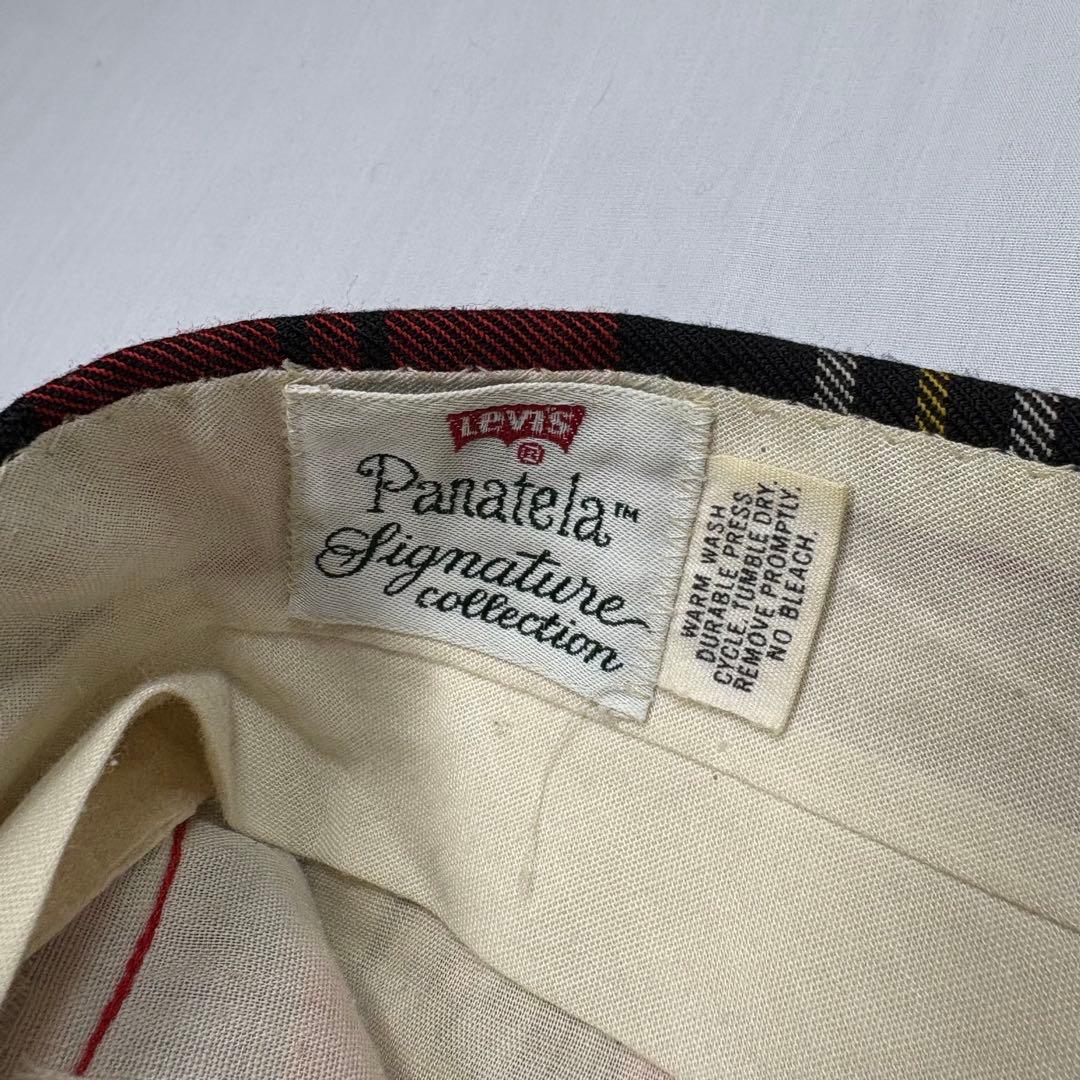 Levi's
®
Panatela™
Signature
collection
WARM WASH
DURABLE PRESS
CYCLE. TUMBLE DRY.
REMOVE PROMPTLY.
NO BLEACH.